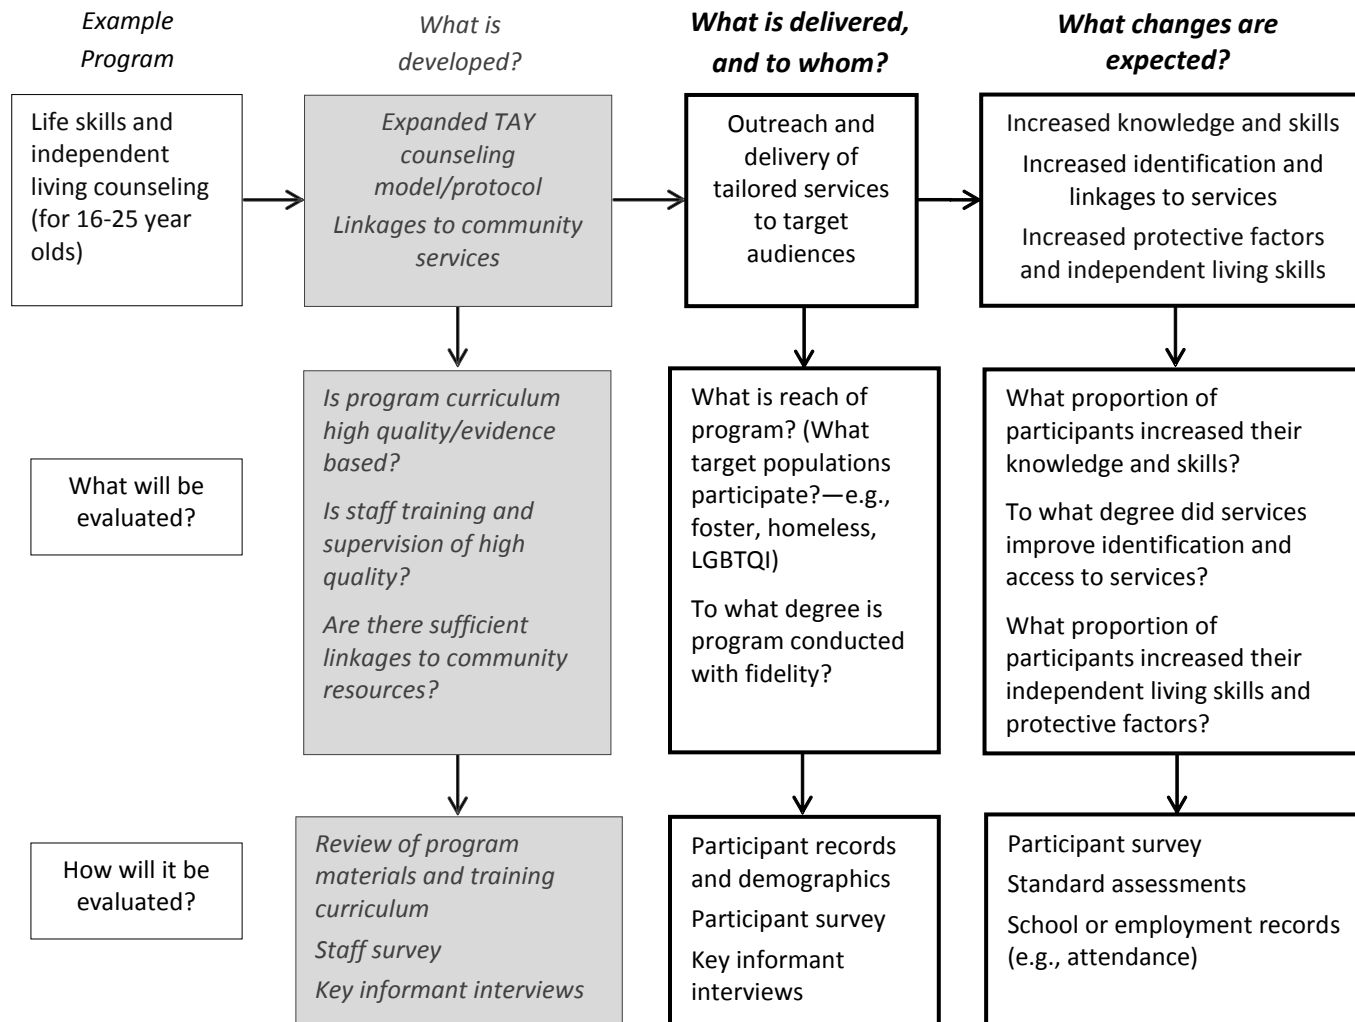 Example
Program
What is
developed?
What is delivered,
and to whom?
What changes are
expected?
Life skills and
independent
living counseling
(for 16-25 year
olds)
Expanded TAY
counseling
model/protocol
Linkages to community
services
Outreach and
delivery of
tailored services
to target
audiences
Increased knowledge and skills
Increased identification and
linkages to services
Increased protective factors
and independent living skills
What will be
evaluated?
Is program curriculum
high quality/evidence
based?
Is staff training and
supervision of high
quality?
Are there sufficient
linkages to community
resources?
What is reach of
program? (What
target populations
participate?—e.g.,
foster, homeless,
LGBTQI)
To what degree is
program conducted
with fidelity?
What proportion of
participants increased their
knowledge and skills?
To what degree did services
improve identification and
access to services?
What proportion of
participants increased their
independent living skills and
protective factors?
How will it be
evaluated?
Review of program
materials and training
curriculum
Staff survey
Key informant interviews
Participant records
and demographics
Participant survey
Key informant
interviews
Participant survey
Standard assessments
School or employment records
(e.g., attendance)